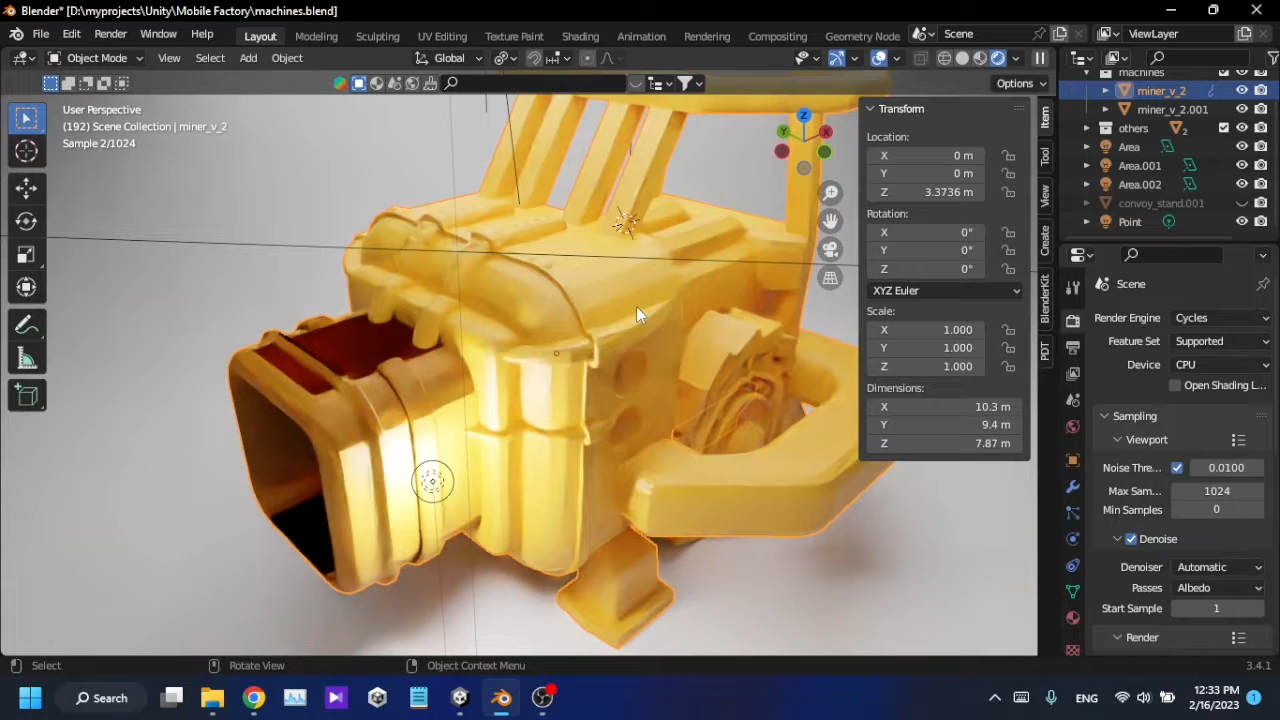 Blender* [D:\myprojects\Unity\Mobile Factory\machines.blend]
File Edit Render Window Help Layout Modeling Sculpting UV Editing Texture Paint Shading Animation Rendering Compositing Geometry Node Scene ViewLayer
Object Mode View Select Add Object Global
Options
User Perspective
(192) Scene Collection | miner_v_2
Sample 2/1024
Z
Y
X
Transform
Location:
X 0 m
Y 0 m
Z 3.3736 m
Rotation:
X 0°
Y 0°
Z 0°
XYZ Euler
Scale:
X 1.000
Y 1.000
Z 1.000
Dimensions:
X 10.3 m
Y 9.4 m
Z 7.87 m
Item
Tool
View
Create
BlenderKit
PDT
machines
miner_v_2
miner_v_2.001
others 2
Area
Area.001
Area.002
convoy_stand.001
Point
Scene
Render Engine Cycles
Feature Set Supported
Device CPU
Open Shading L...
Sampling
Viewport
Noise Thre... 0.0100
Max Sam... 1024
Min Samples 0
Denoise
Denoiser Automatic
Passes Albedo
Start Sample 1
Render
Select Rotate View Object Context Menu 3.4.1
Search ENG 12:33 PM
2/16/2023 1